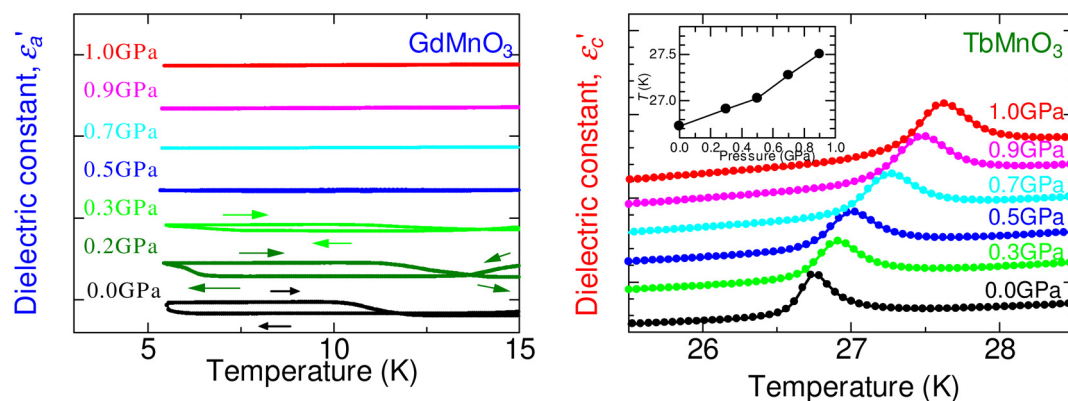 Dielectric constant, εa'
GdMnO3
1.0GPa
0.9GPa
0.7GPa
0.5GPa
0.3GPa
0.2GPa
0.0GPa
5
10
15
Temperature (K)
Dielectric constant, εc'
TbMnO3
27.5
27.0
T(K)
0.0
0.2
0.4
0.6
0.8
1.0
Pressure (GPa)
1.0GPa
0.9GPa
0.7GPa
0.5GPa
0.3GPa
0.0GPa
26
27
28
Temperature (K)